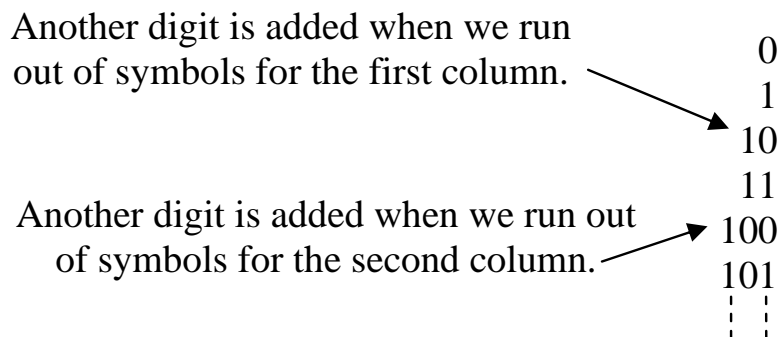 Another digit is added when we run
out of symbols for the first column.
0
1
10
11
Another digit is added when we run out
of symbols for the second column.
100
101